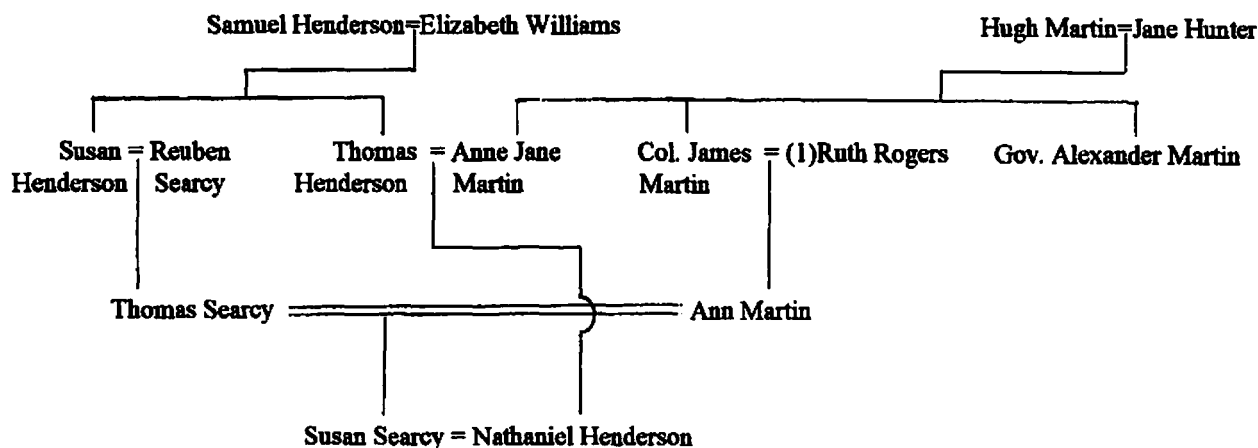 Samuel Henderson=Elizabeth Williams
Hugh Martin=Jane Hunter
Susan = Reuben
Henderson Searcy
Thomas = Anne Jane
Henderson Martin
Col. James = (1)Ruth Rogers
Martin
Gov. Alexander Martin
Thomas Searcy
Ann Martin
Susan Searcy = Nathaniel Henderson